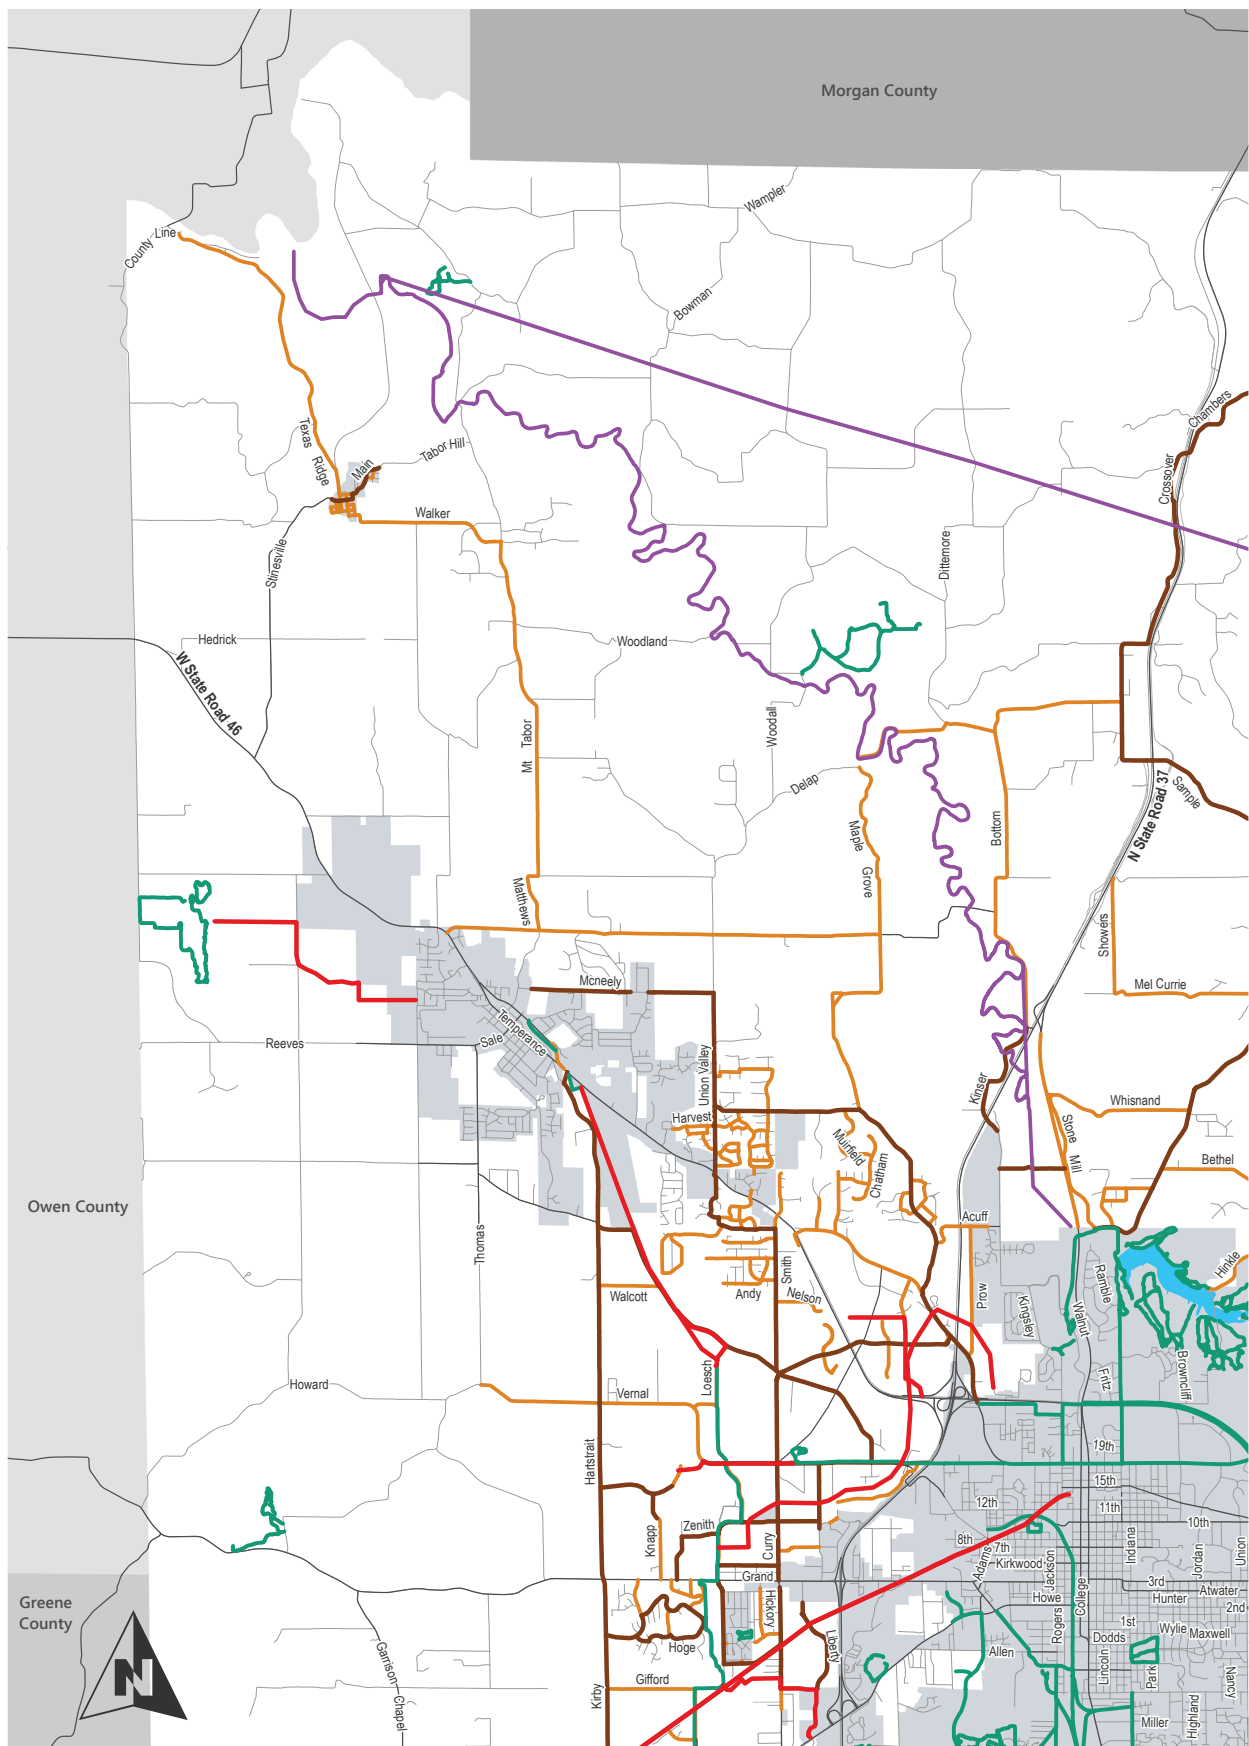 Morgan County
Wampler
County Line
Bowman
Chambers
Texas Ridge
Main
Tabor Hill
Crossover
Walker
Stinesville
Dittemore
Hedrick
Woodland
W State Road 46
Mt Tabor
Woodall
Delap
Sample
N State Road 37
Maple Grove
Bottom
Matthews
Showers
Mcneely
Mel Currie
Temperance
Sale
Reeves
Union Valley
Kinser
Whisnand
Harvest
Muirfield
Stone Mill
Chatham
Bethel
Owen County
Acuff
Thomas
Smith
Hinkle
Ramble
Walcott
Andy
Nelson
Prow
Kingsley
Walnut
Loesch
Fritz
Browncliff
Howard
Vernal
Hartstrait
19th
15th
12th
11th
10th
Zenith
Knapp
Curry
8th
7th
Adams
Kirkwood
Jackson
Indiana
Jordan
Union
Grand
3rd
Atwater
Greene
County
Hickory
Howe
Rogers
College
Hunter
2nd
1st
Wylie
Maxwell
Dodds
N
Garrison Chapel
Hoge
Liberty
Allen
Lincoln
Park
Nancy
Gifford
Kirby
Highland
Miller